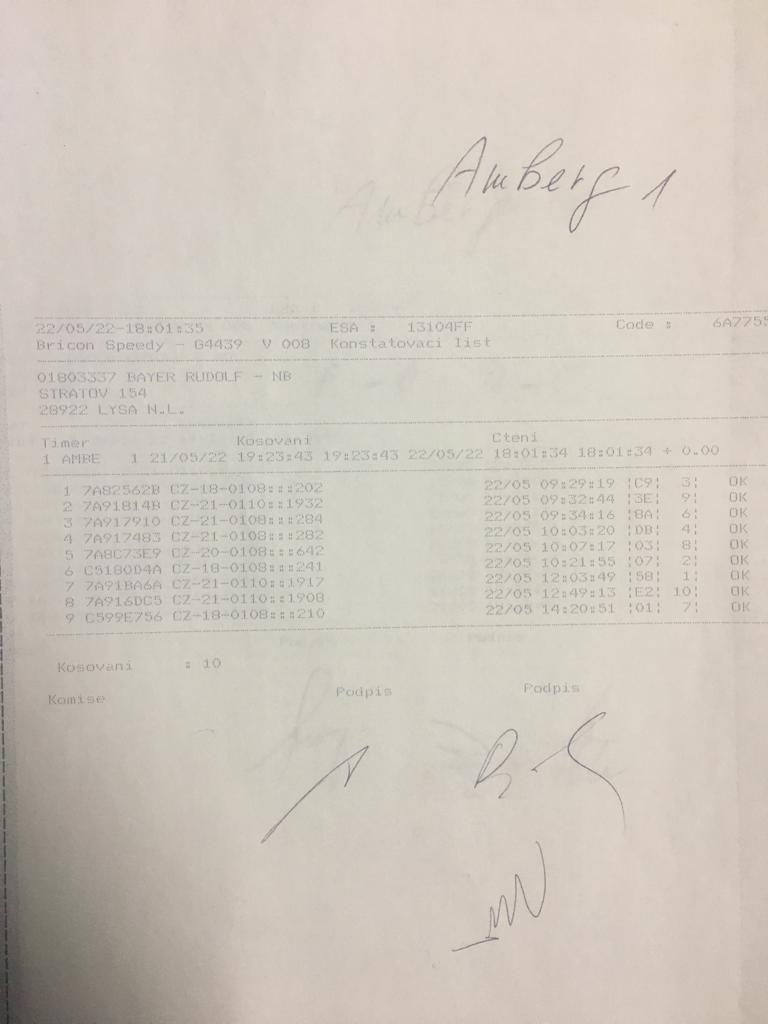 Amberg 1
22/05/22-18:01:35 ESA : 13104FF Code : 6A7755
Bricon Speedy - G4439 V 008 Konstatovaci list
01803337 BAYER RUDOLF - NB
STRATOV 154
28922 LYSA N.L.
Timer Kosovani Cteni
1 AMBE 1 21/05/22 19:23:43 19:23:43 22/05/22 18:01:34 18:01:34 + 0.00
1 7A82562B CZ-18-0108:::202 22/05 09:29:19 ¦C9¦ 3¦ OK
2 7A91814B CZ-21-0110::1932 22/05 09:32:44 ¦3E¦ 9¦ OK
3 7A917910 CZ-21-0108:::284 22/05 09:34:16 ¦8A¦ 6¦ OK
4 7A917483 CZ-21-0108:::282 22/05 10:03:20 ¦DB¦ 4¦ OK
5 7A8C73E9 CZ-20-0108:::642 22/05 10:07:17 ¦03¦ 8¦ OK
6 C5180D4A CZ-18-0108:::241 22/05 10:21:55 ¦07¦ 2¦ OK
7 7A91BA6A CZ-21-0110::1917 22/05 12:03:49 ¦58¦ 1¦ OK
8 7A916DC5 CZ-21-0110::1908 22/05 12:49:13 ¦E2¦ 10¦ OK
9 C599E756 CZ-18-0108:::210 22/05 14:20:51 ¦01¦ 7¦ OK
Kosovani : 10
Komise Podpis Podpis